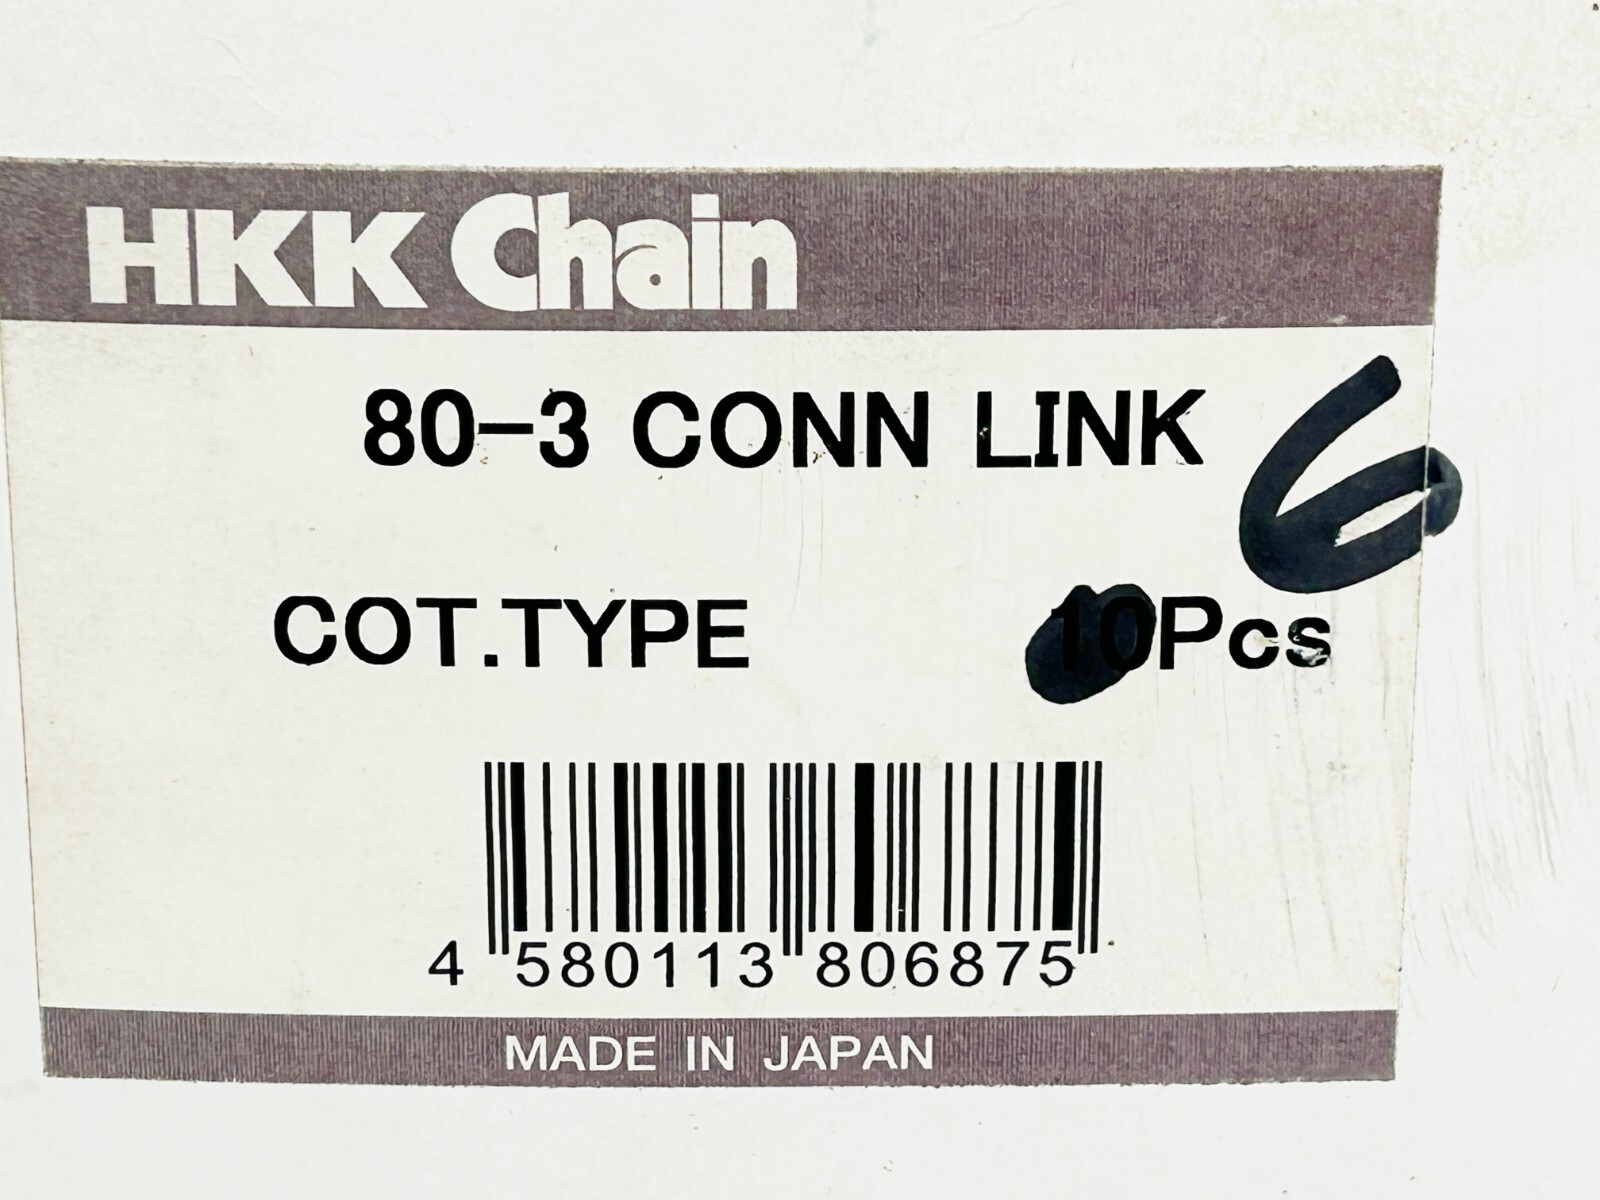 HKK Chain
80-3 CONN LINK
6
COT.TYPE 10Pcs
4 580113 806875
MADE IN JAPAN